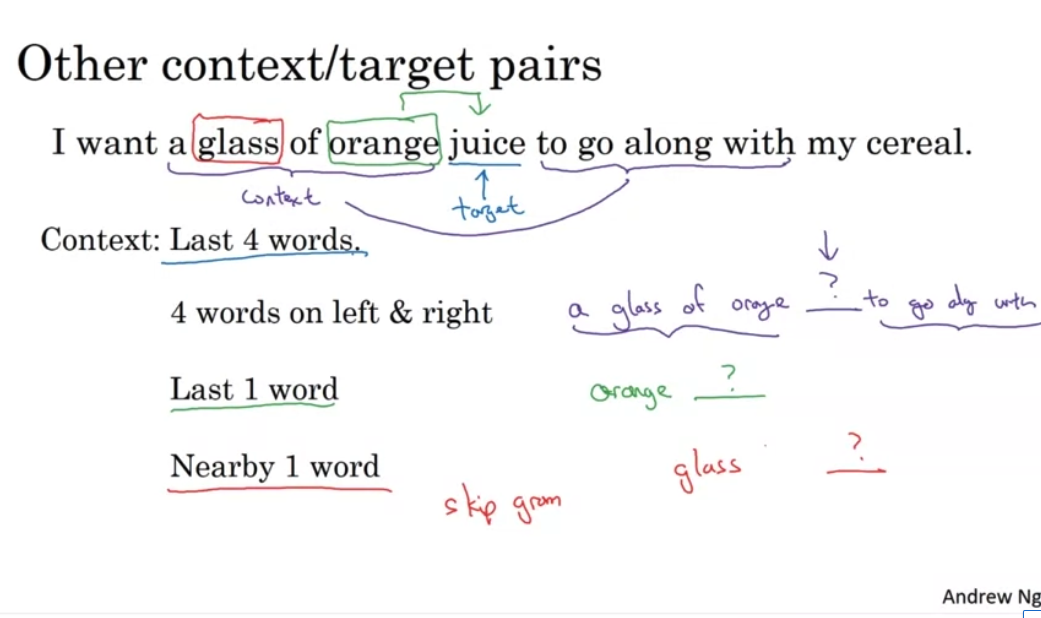 Other context/target pairs
I want a glass of orange juice to go along with my cereal.
context
target
Context: Last 4 words.
4 words on left & right
a glass of orange ? to go alg with
Last 1 word
orange ?
Nearby 1 word
glass ?
skip gram
Andrew Ng